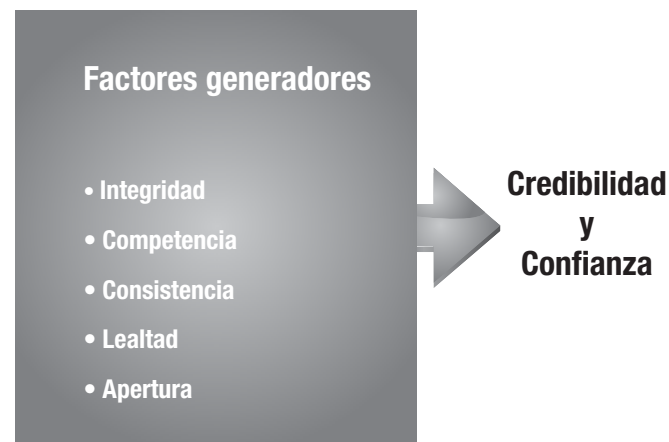 Factores generadores
• Integridad
• Competencia
• Consistencia
• Lealtad
• Apertura
Credibilidad
y
Confianza